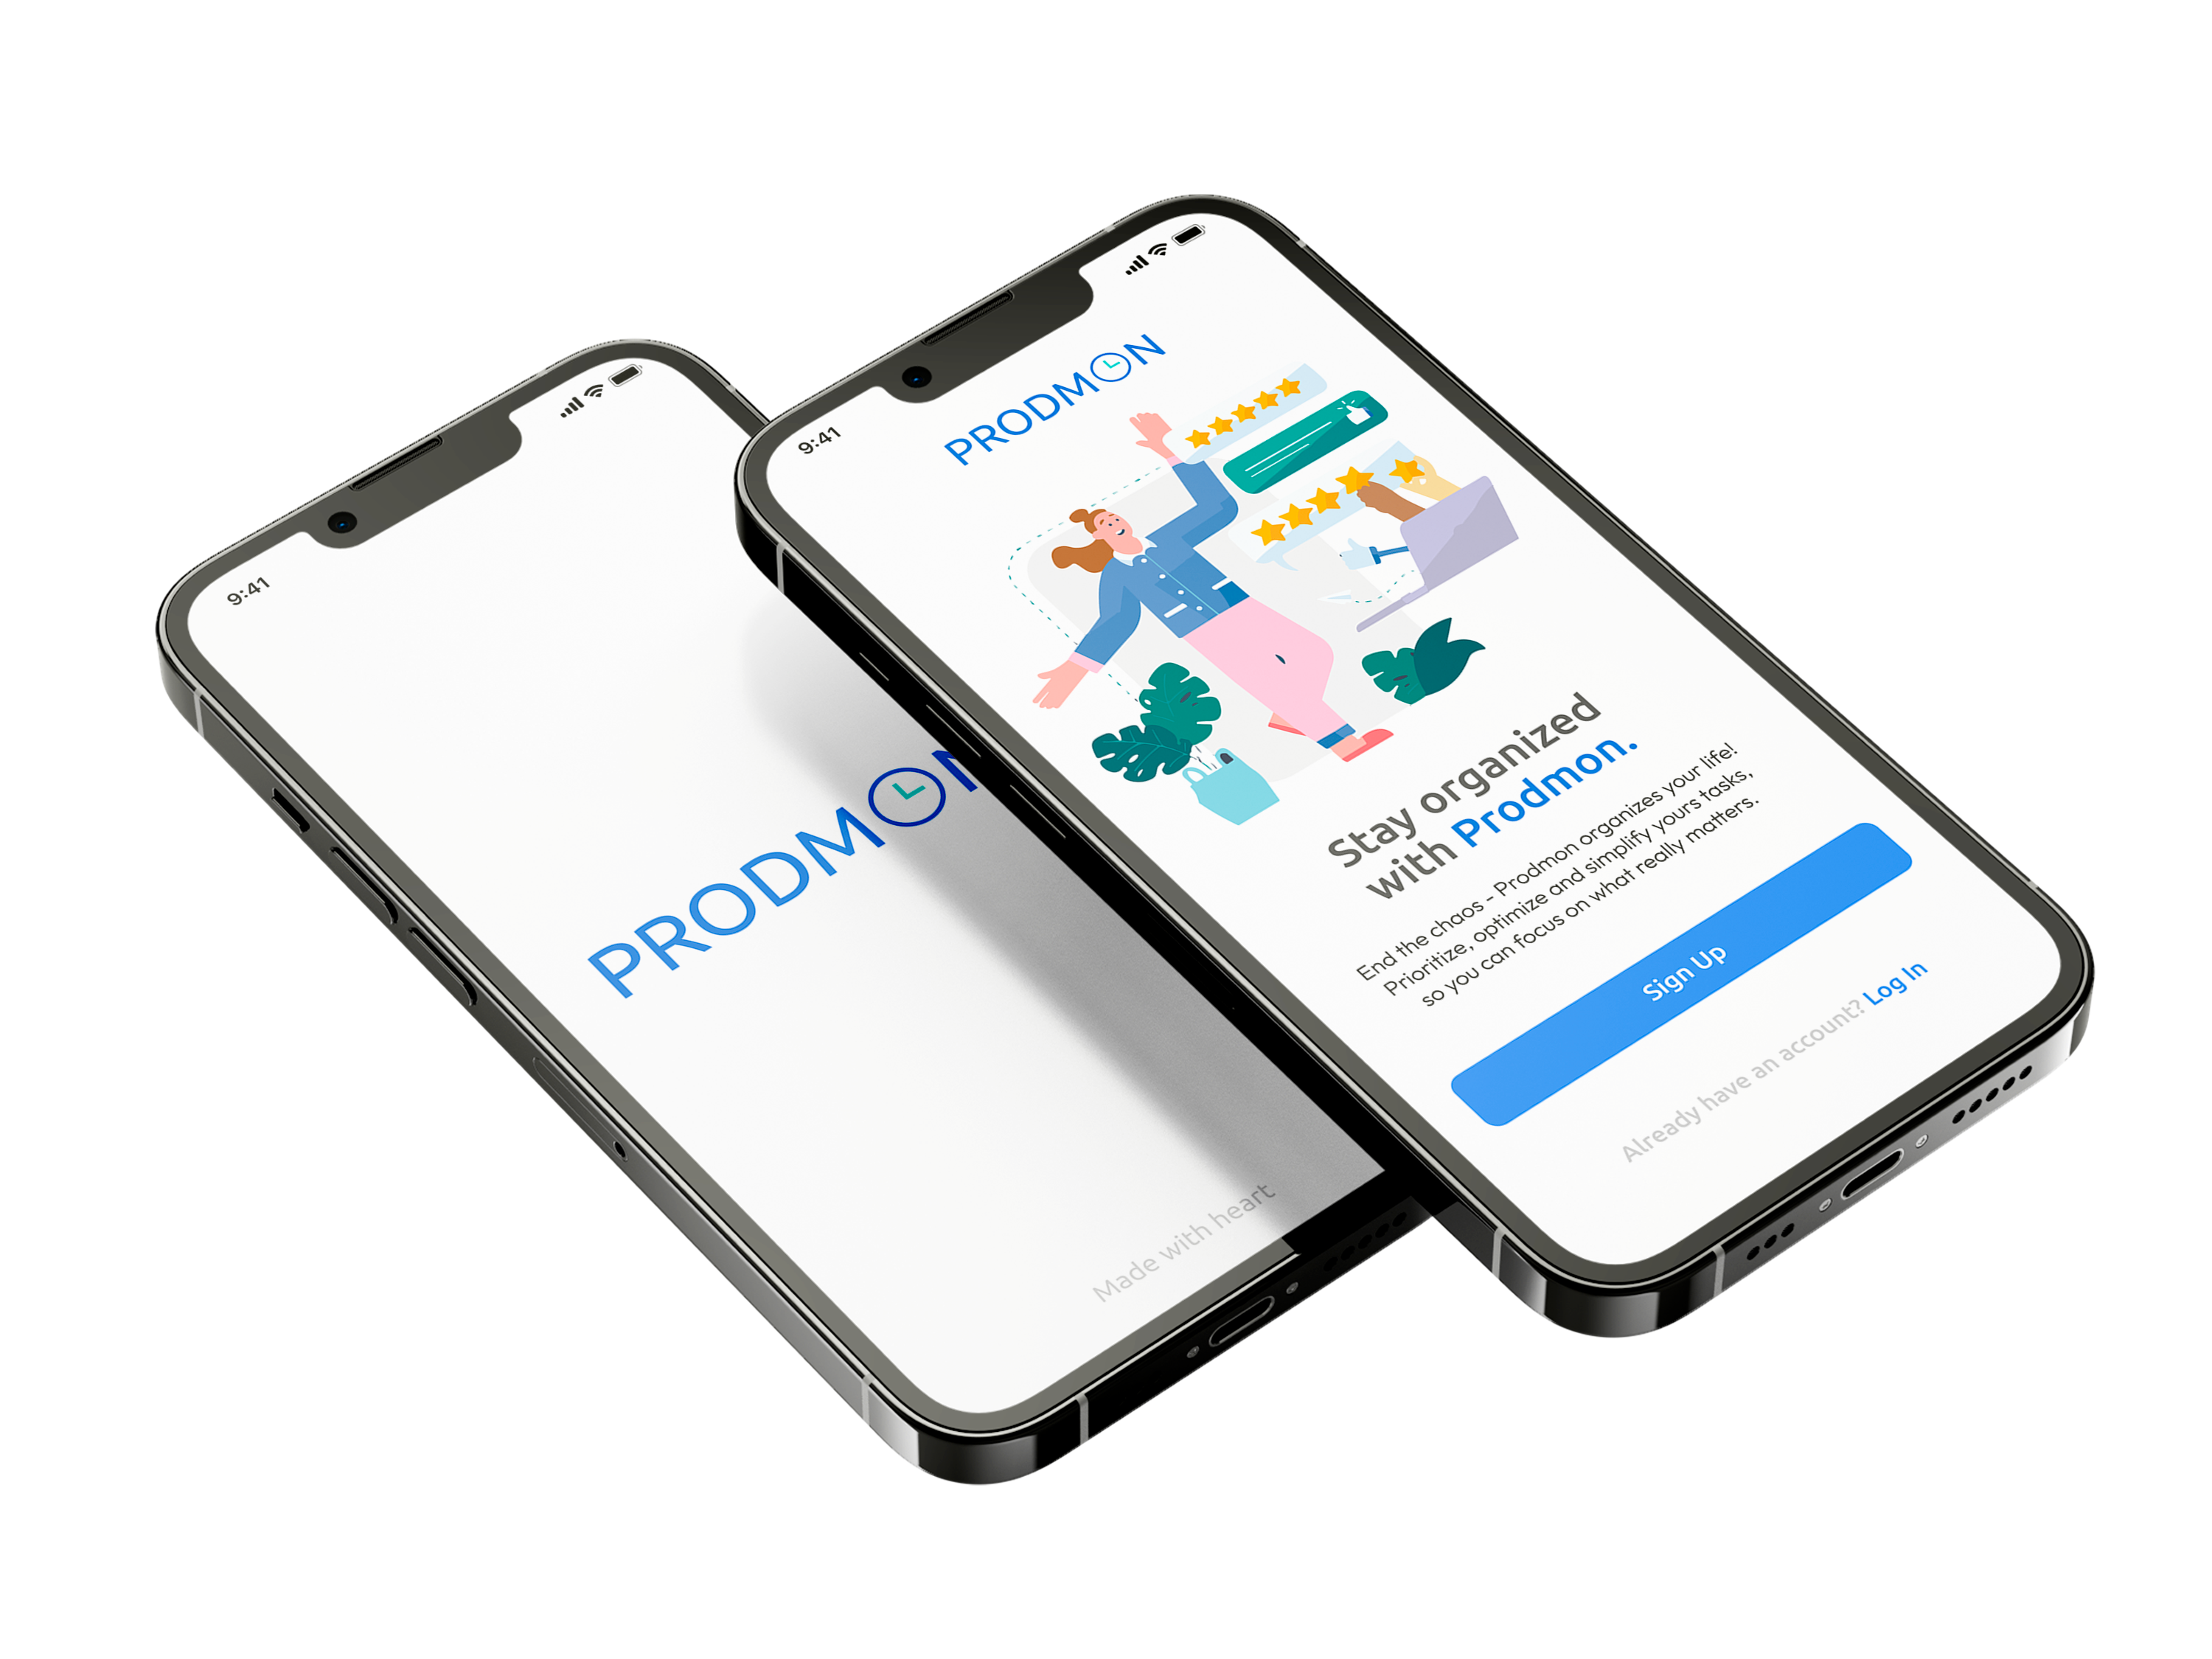 9:41
PRODMON
Made with heart
9:41
PRODMON
Stay organized
with Prodmon.
End the chaos - Prodmon organizes your life!
Prioritize, optimize and simplify yours tasks,
so you can focus on what really matters.
Sign Up
Already have an account? Log In